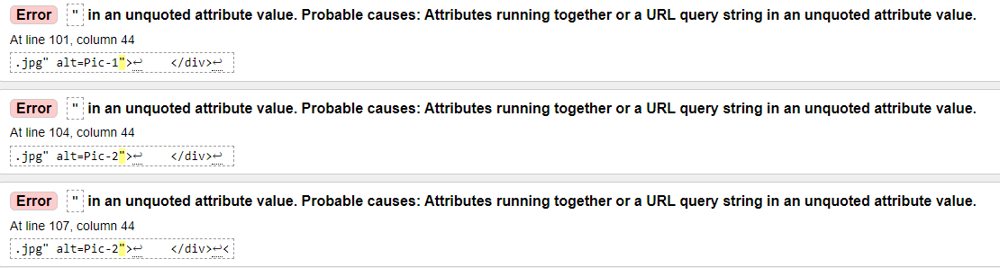 Error " in an unquoted attribute value. Probable causes: Attributes running together or a URL query string in an unquoted attribute value.
At line 101, column 44
.jpg" alt=Pic-1">↩    </div>↩
Error " in an unquoted attribute value. Probable causes: Attributes running together or a URL query string in an unquoted attribute value.
At line 104, column 44
.jpg" alt=Pic-2">↩    </div>↩
Error " in an unquoted attribute value. Probable causes: Attributes running together or a URL query string in an unquoted attribute value.
At line 107, column 44
.jpg" alt=Pic-2">↩    </div>↩<